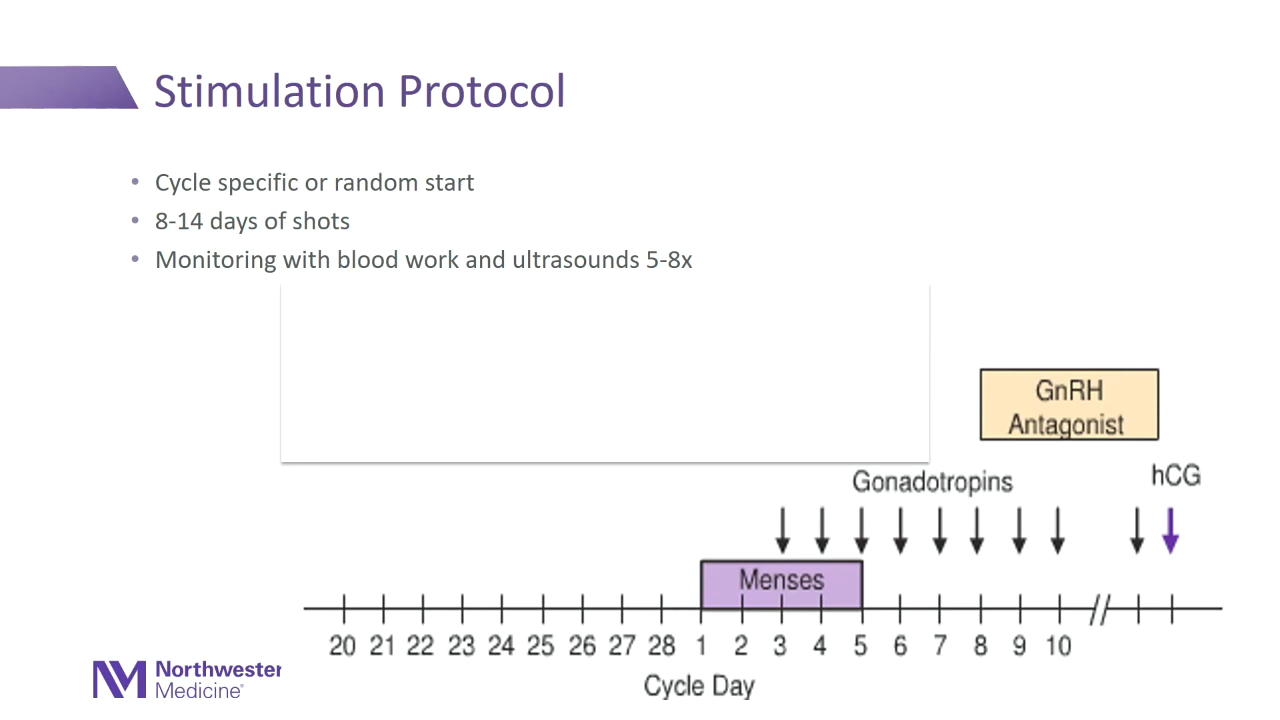 Stimulation Protocol
• Cycle specific or random start
• 8-14 days of shots
• Monitoring with blood work and ultrasounds 5-8x
GnRH
Antagonist
Gonadotropins
hCG
Menses
20 21 22 23 24 25 26 27 28 1 2 3 4 5 6 7 8 9 10
Cycle Day
Northwester
Medicine